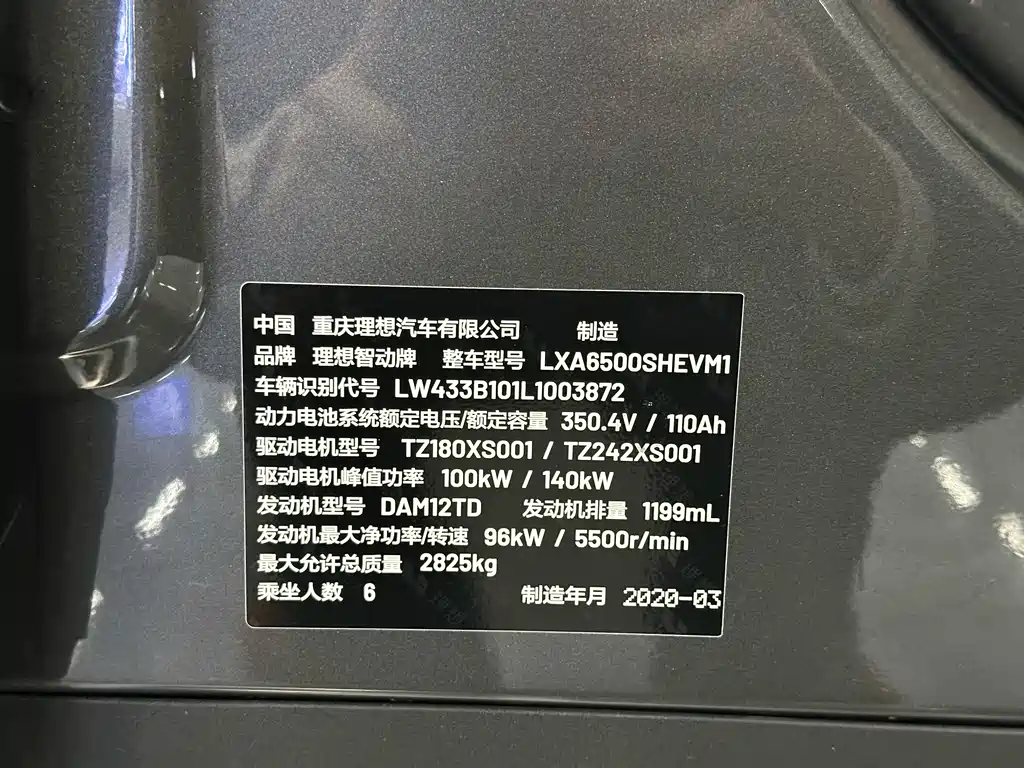 中国 重庆理想汽车有限公司 制造
品牌 理想智动牌 整车型号 LXA6500SHEVM1
车辆识别代号 LW433B101L1003872
动力电池系统额定电压/额定容量 350.4V / 110Ah
驱动电机型号 TZ180XS001 / TZ242XS001
驱动电机峰值功率 100kW / 140kW
发动机型号 DAM12TD 发动机排量 1199mL
发动机最大净功率/转速 96kW / 5500r/min
最大允许总质量 2825kg
乘坐人数 6 制造年月 2020-03